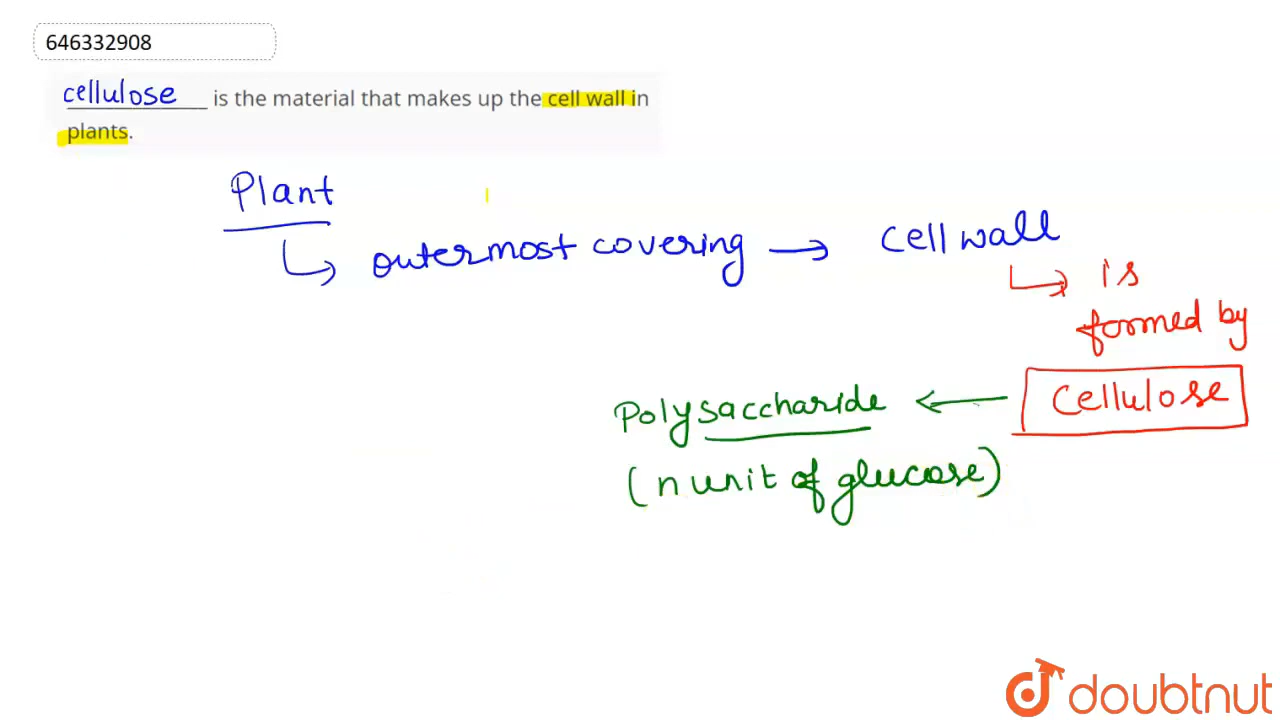 646332908
cellulose is the material that makes up the cell wall in
plants.
Plant
outermost covering → cell wall
is
formed by
Polysaccharide ← Cellulose
(n unit of glucose)
doubtnut